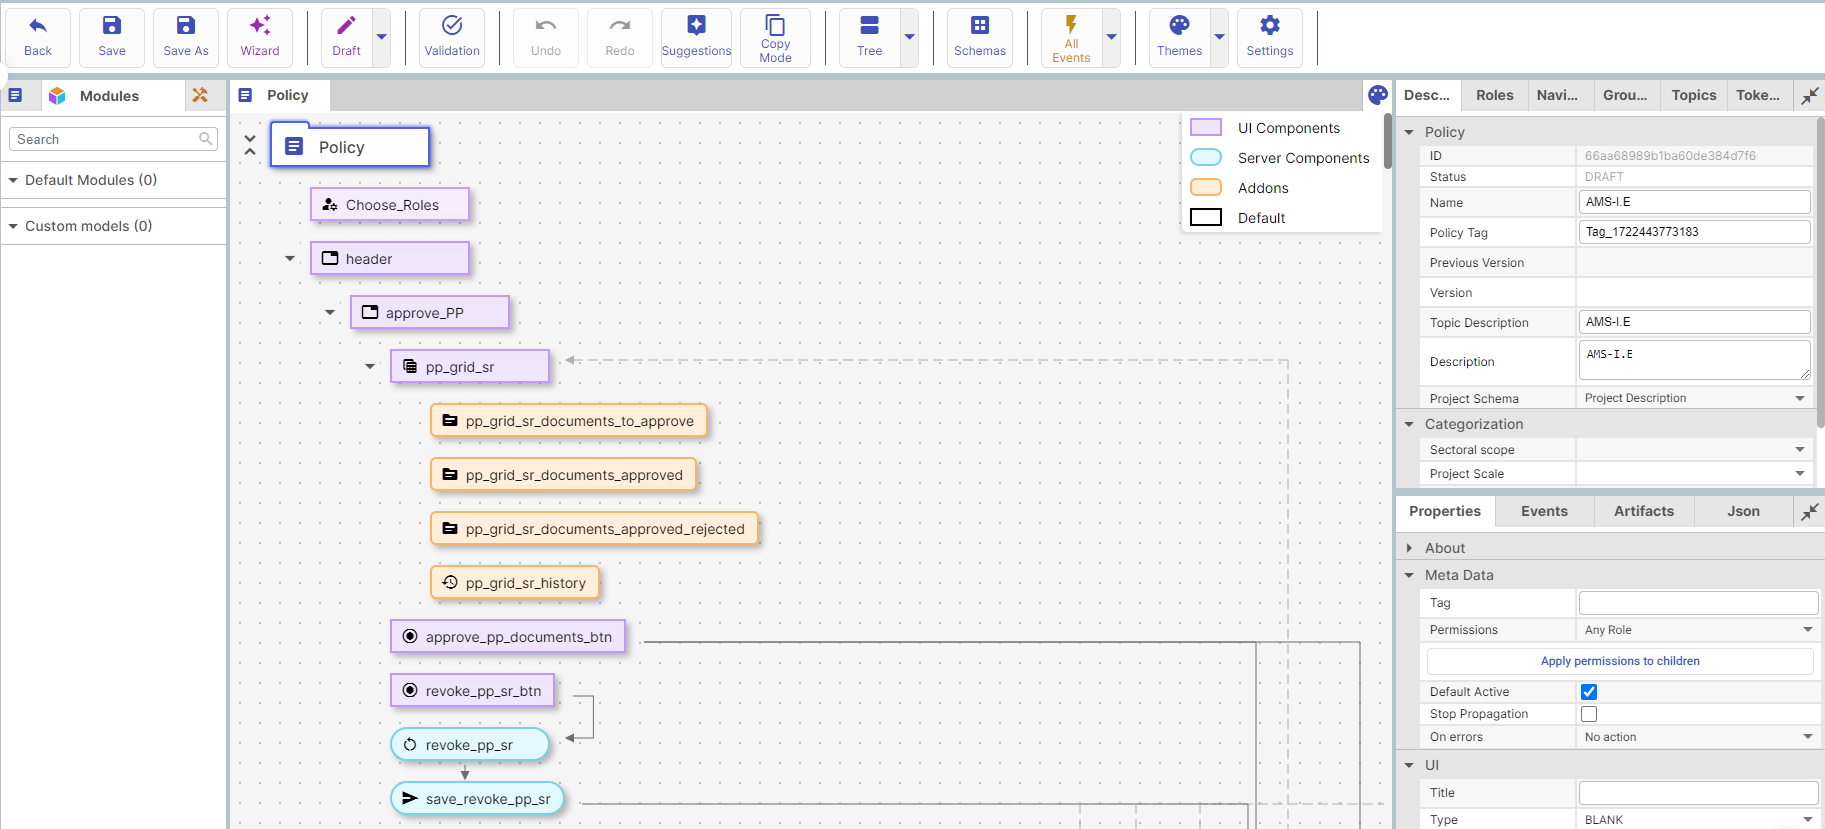 Back
Save
Save As
Wizard
Draft
Validation
Undo
Redo
Suggestions
Copy
Mode
Tree
Schemas
All
Events
Themes
Settings
Modules
Search
Default Modules (0)
Custom models (0)
Policy
Policy
Choose_Roles
header
approve_PP
pp_grid_sr
pp_grid_sr_documents_to_approve
pp_grid_sr_documents_approved
pp_grid_sr_documents_approved_rejected
pp_grid_sr_history
approve_pp_documents_btn
revoke_pp_sr_btn
revoke_pp_sr
save_revoke_pp_sr
UI Components
Server Components
Addons
Default
Desc... Roles Navi... Grou... Topics Toke...
Policy
ID 66aa68989b1ba60de384d7f6
Status DRAFT
Name AMS-I.E
Policy Tag Tag_1722443773183
Previous Version
Version
Topic Description AMS-I.E
Description AMS-I.E
Project Schema Project Description
Categorization
Sectoral scope
Project Scale
Properties Events Artifacts Json
About
Meta Data
Tag
Permissions Any Role
Apply permissions to children
Default Active
Stop Propagation
On errors No action
UI
Title
Type BLANK